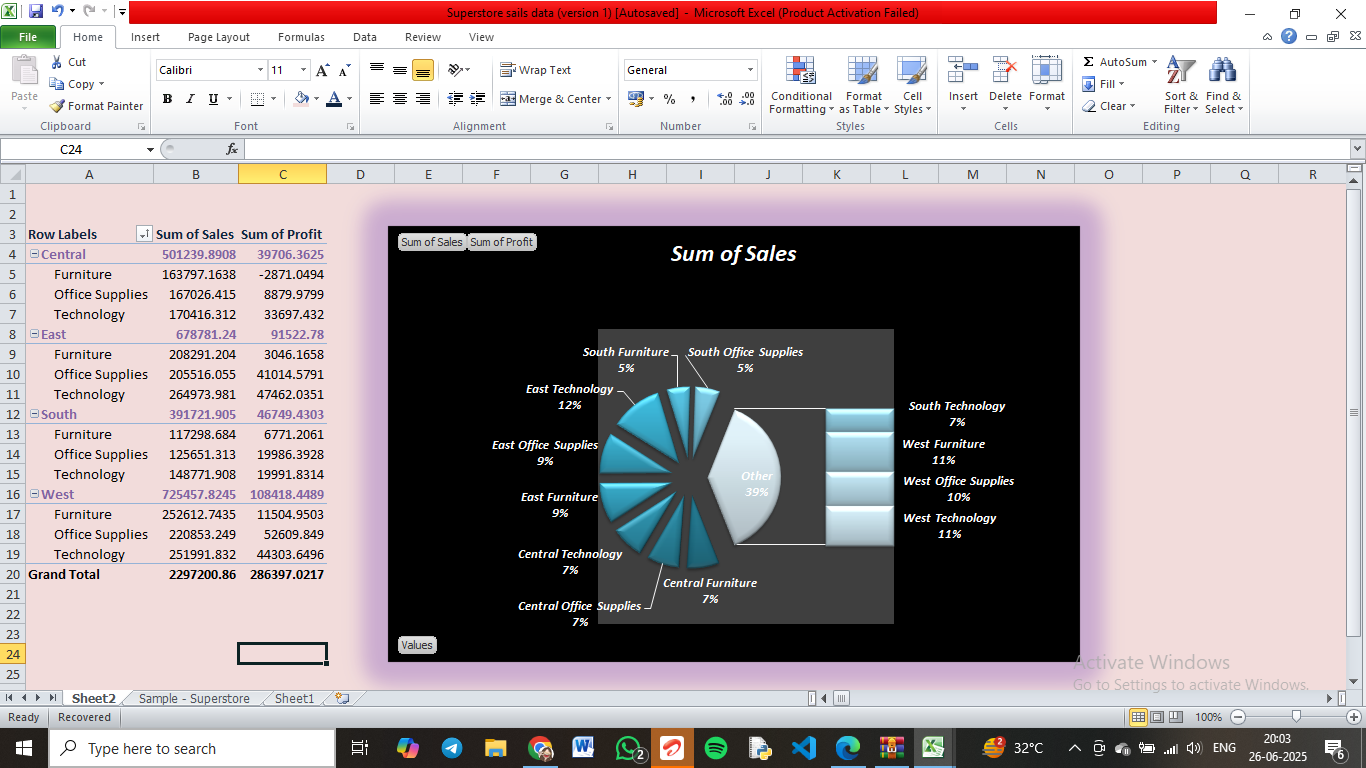 Superstore sails data (version 1) [Autosaved] - Microsoft Excel (Product Activation Failed)
File Home Insert Page Layout Formulas Data Review View
Paste
Cut
Copy
Format Painter
Clipboard
Calibri 11
B I U
Font
Wrap Text
Merge & Center
Alignment
General
% ,
Number
Conditional Formatting
Format as Table
Cell Styles
Styles
Insert Delete Format
Cells
AutoSum
Fill
Clear
Sort & Filter
Find & Select
Editing
C24 fx
A B C D E F G H I J K L M N O P Q R
1
2
3 Row Labels Sum of Sales Sum of Profit
4 Central 501239.8908 39706.3625
5 Furniture 163797.1638 -2871.0494
6 Office Supplies 167026.415 8879.9799
7 Technology 170416.312 33697.432
8 East 678781.24 91522.78
9 Furniture 208291.204 3046.1658
10 Office Supplies 205516.055 41014.5791
11 Technology 264973.981 47462.0351
12 South 391721.905 46749.4303
13 Furniture 117298.684 6771.2061
14 Office Supplies 125651.313 19986.3928
15 Technology 148771.908 19991.8314
16 West 725457.8245 108418.4489
17 Furniture 252612.7435 11504.9503
18 Office Supplies 220853.249 52609.849
19 Technology 251991.832 44303.6496
20 Grand Total 2297200.86 286397.0217
21
22
23
24
25
Sum of Sales Sum of Profit
Sum of Sales
South Furniture
5%
South Office Supplies
5%
East Technology
12%
East Office Supplies
9%
East Furniture
9%
Central Technology
7%
Central Office Supplies
7%
Central Furniture
7%
Other
39%
South Technology
7%
West Furniture
11%
West Office Supplies
10%
West Technology
11%
Values
Activate Windows
Go to Settings to activate Windows.
Sheet2 Sample - Superstore Sheet1
Ready Recovered 100%
Type here to search
2
2
32°C
ENG
20:03
26-06-2025
6